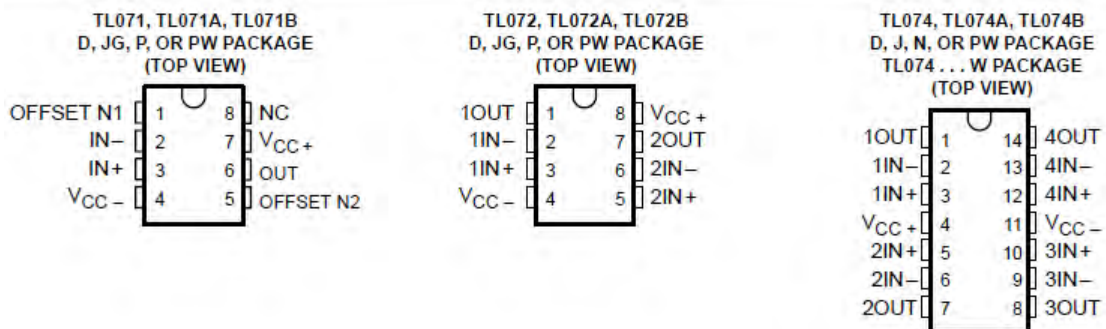 TL071, TL071A, TL071B
D, JG, P, OR PW PACKAGE
(TOP VIEW)
OFFSET N1 1 8 NC
IN– 2 7 VCC +
IN+ 3 6 OUT
VCC – 4 5 OFFSET N2
TL072, TL072A, TL072B
D, JG, P, OR PW PACKAGE
(TOP VIEW)
1OUT 1 8 VCC +
1IN– 2 7 2OUT
1IN+ 3 6 2IN–
VCC – 4 5 2IN+
TL074, TL074A, TL074B
D, J, N, OR PW PACKAGE
TL074 . . . W PACKAGE
(TOP VIEW)
1OUT 1 14 4OUT
1IN– 2 13 4IN–
1IN+ 3 12 4IN+
VCC + 4 11 VCC –
2IN+ 5 10 3IN+
2IN– 6 9 3IN–
2OUT 7 8 3OUT